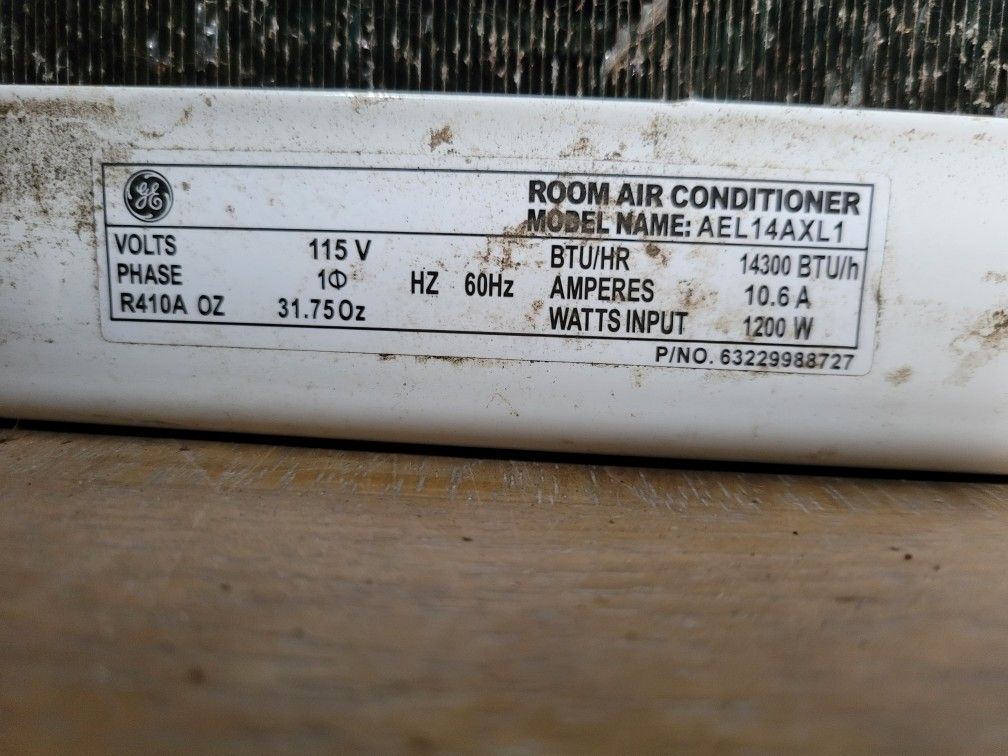 GE
ROOM AIR CONDITIONER
MODEL NAME: AEL14AXL1
VOLTS 115 V
PHASE 1Φ HZ 60Hz
R410A OZ 31.75Oz
BTU/HR 14300 BTU/h
AMPERES 10.6 A
WATTS INPUT 1200 W
P/NO. 63229988727